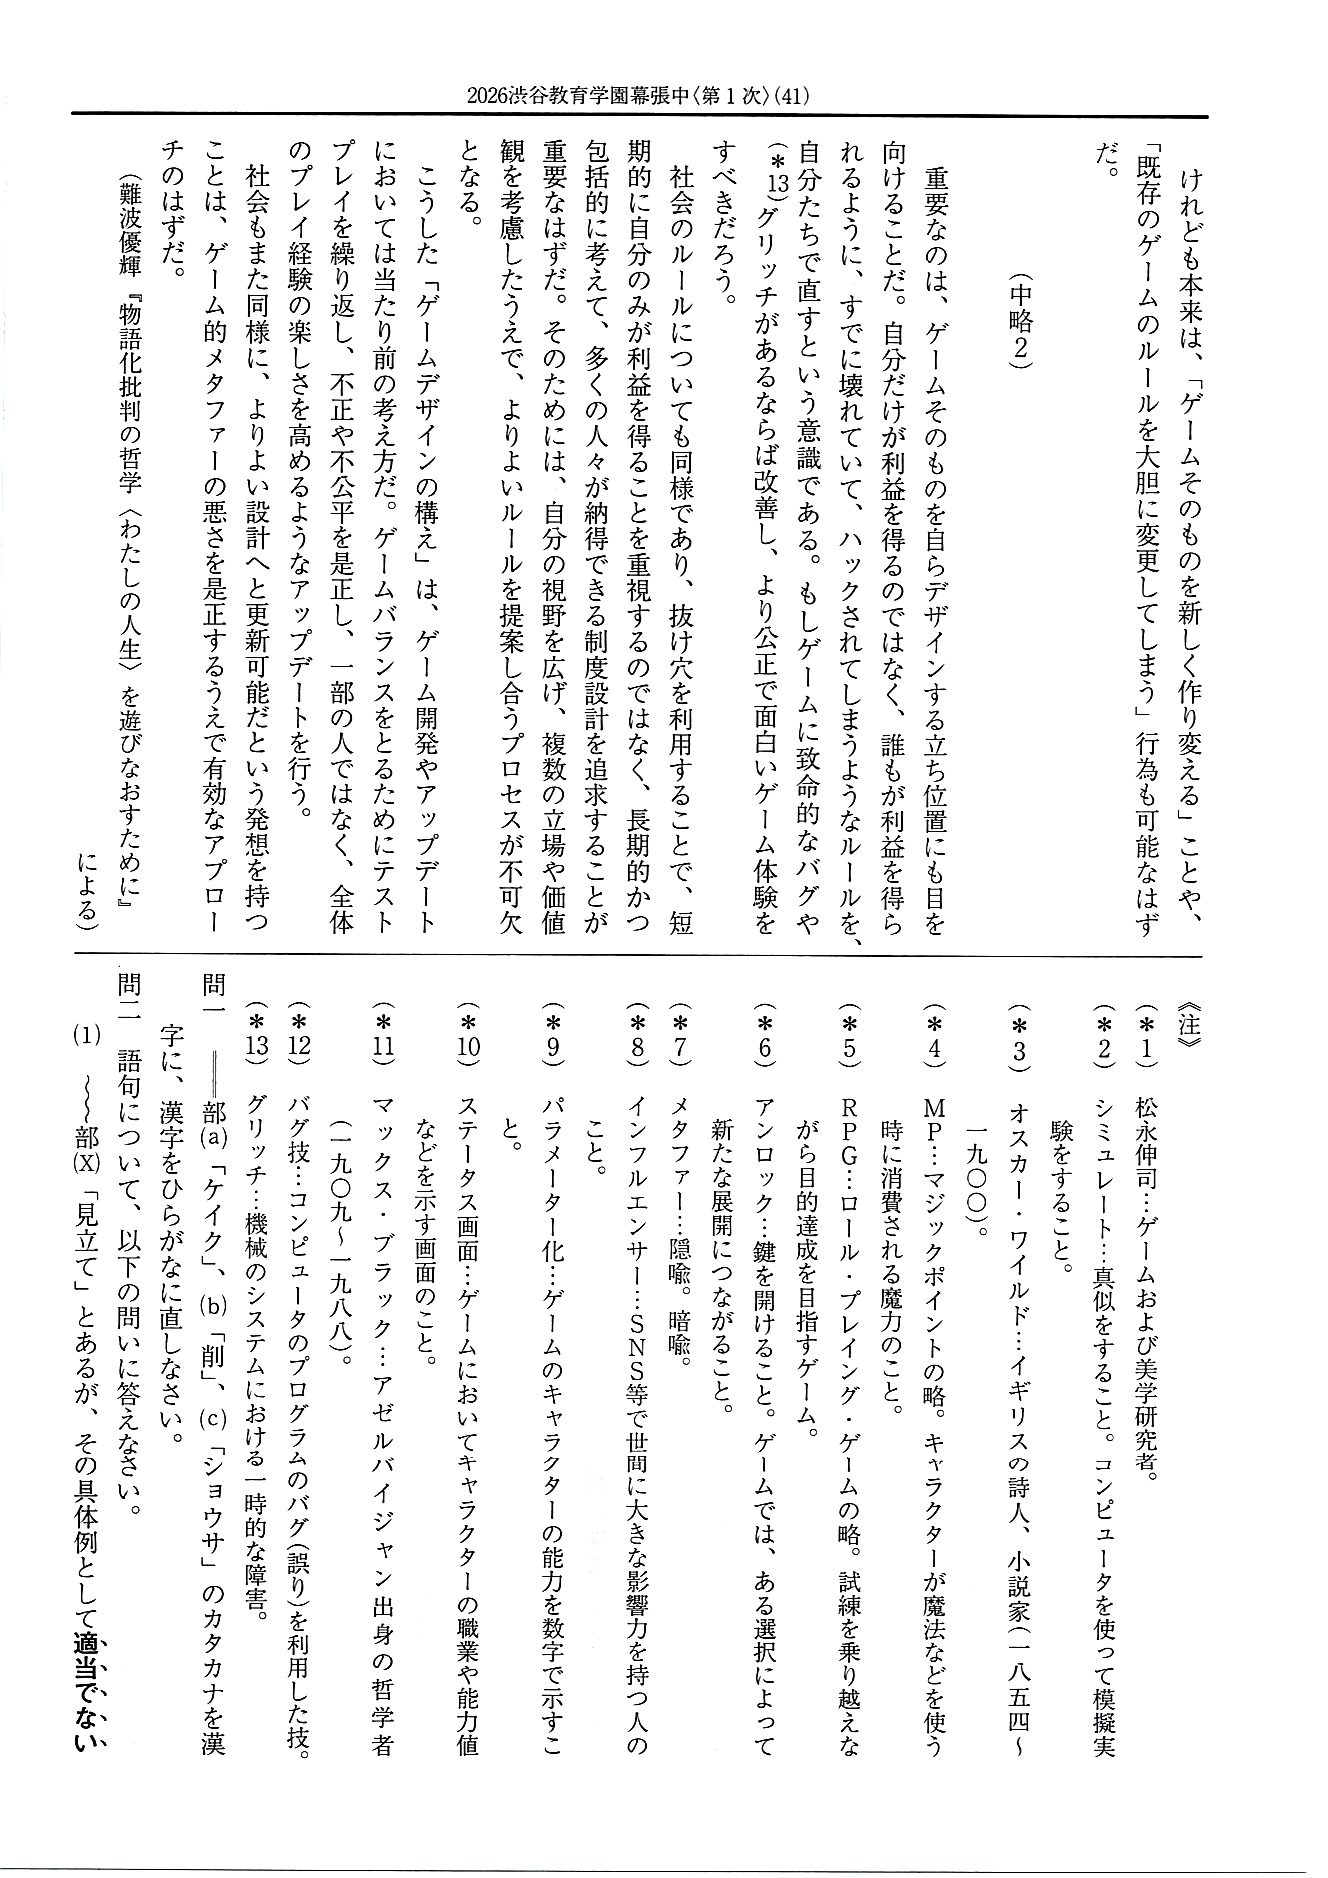 2026渋谷教育学園幕張中〈第1次〉(41)
けれども本来は、「ゲームそのものを新しく作り変える」ことや、
「既存のゲームのルールを大胆に変更してしまう」行為も可能なはず
だ。
（中略2）
重要なのは、ゲームそのものを自らデザインする立ち位置にも目を
向けることだ。自分だけが利益を得るのではなく、誰もが利益を得ら
れるように、すでに壊れていて、ハックされてしまうようなルールを、
自分たちで直すという意識である。もしゲームに致命的なバグや
(＊13)グリッチがあるならば改善し、より公正で面白いゲーム体験を
すべきだろう。
社会のルールについても同様であり、抜け穴を利用することで、短
期的に自分のみが利益を得ることを重視するのではなく、長期的かつ
包括的に考えて、多くの人々が納得できる制度設計を追求することが
重要なはずだ。そのためには、自分の視野を広げ、複数の立場や価値
観を考慮したうえで、よりよいルールを提案し合うプロセスが不可欠
となる。
こうした「ゲームデザインの構え」は、ゲーム開発やアップデート
においては当たり前の考え方だ。ゲームバランスをとるためにテスト
プレイを繰り返し、不正や不公平を是正し、一部の人ではなく、全体
のプレイ経験の楽しさを高めるようなアップデートを行う。
社会もまた同様に、よりよい設計へと更新可能だという発想を持つ
ことは、ゲーム的メタファーの悪さを是正するうえで有効なアプロー
チのはずだ。
（難波優輝『物語化批判の哲学〈わたしの人生〉を遊びなおすために』
による）
《注》
(＊1) 松永伸司…ゲームおよび美学研究者。
(＊2) シミュレート…真似をすること。コンピュータを使って模擬実
験をすること。
(＊3) オスカー・ワイルド…イギリスの詩人、小説家(一八五四～
一九〇〇)。
(＊4) MP…マジックポイントの略。キャラクターが魔法などを使う
時に消費される魔力のこと。
(＊5) RPG…ロール・プレイング・ゲームの略。試練を乗り越えな
がら目的達成を目指すゲーム。
(＊6) アンロック…鍵を開けること。ゲームでは、ある選択によって
新たな展開につながること。
(＊7) メタファー…隠喩。暗喩。
(＊8) インフルエンサー…SNS等で世間に大きな影響力を持つ人の
こと。
(＊9) パラメーター化…ゲームのキャラクターの能力を数字で示すこ
と。
(＊10) ステータス画面…ゲームにおいてキャラクターの職業や能力値
などを示す画面のこと。
(＊11) マックス・ブラック…アゼルバイジャン出身の哲学者
(一九〇九～一九八八)。
(＊12) バグ技…コンピュータのプログラムのバグ(誤り)を利用した技。
(＊13) グリッチ…機械のシステムにおける一時的な障害。
問一 ＝＝部(a)「ケイク」、(b)「削」、(c)「ショウサ」のカタカナを漢
字に、漢字をひらがなに直しなさい。
問二 語句について、以下の問いに答えなさい。
(1) 〜〜部(X)「見立て」とあるが、その具体例として適当でない